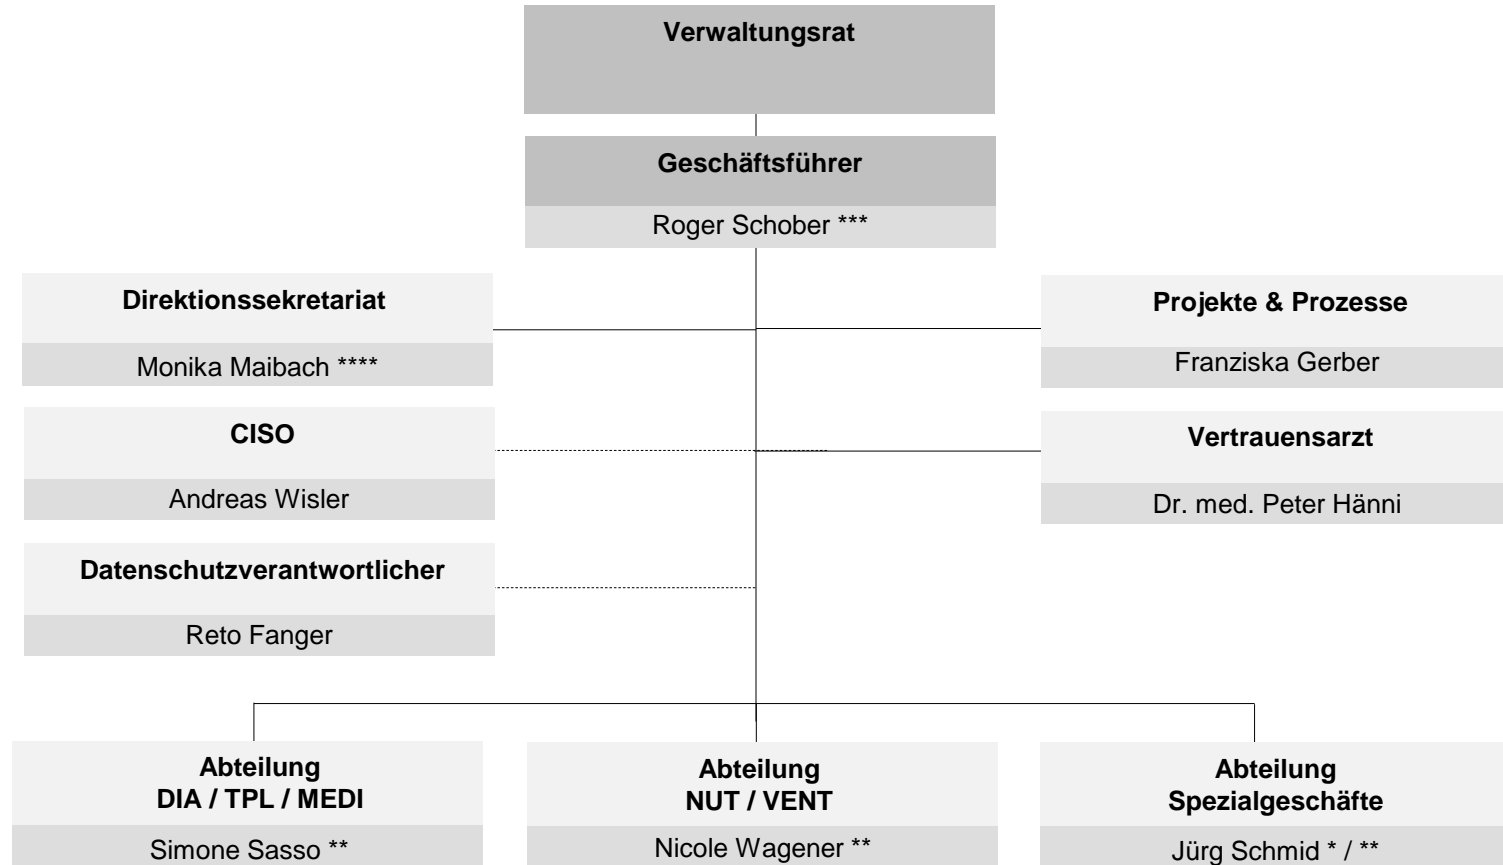 Verwaltungsrat
Geschäftsführer
Roger Schober ***
Direktionssekretariat
Monika Maibach ****
Projekte & Prozesse
Franziska Gerber
CISO
Andreas Wisler
Vertrauensarzt
Dr. med. Peter Hänni
Datenschutzverantwortlicher
Reto Fanger
Abteilung
DIA / TPL / MEDI
Simone Sasso **
Abteilung
NUT / VENT
Nicole Wagener **
Abteilung
Spezialgeschäfte
Jürg Schmid * / **